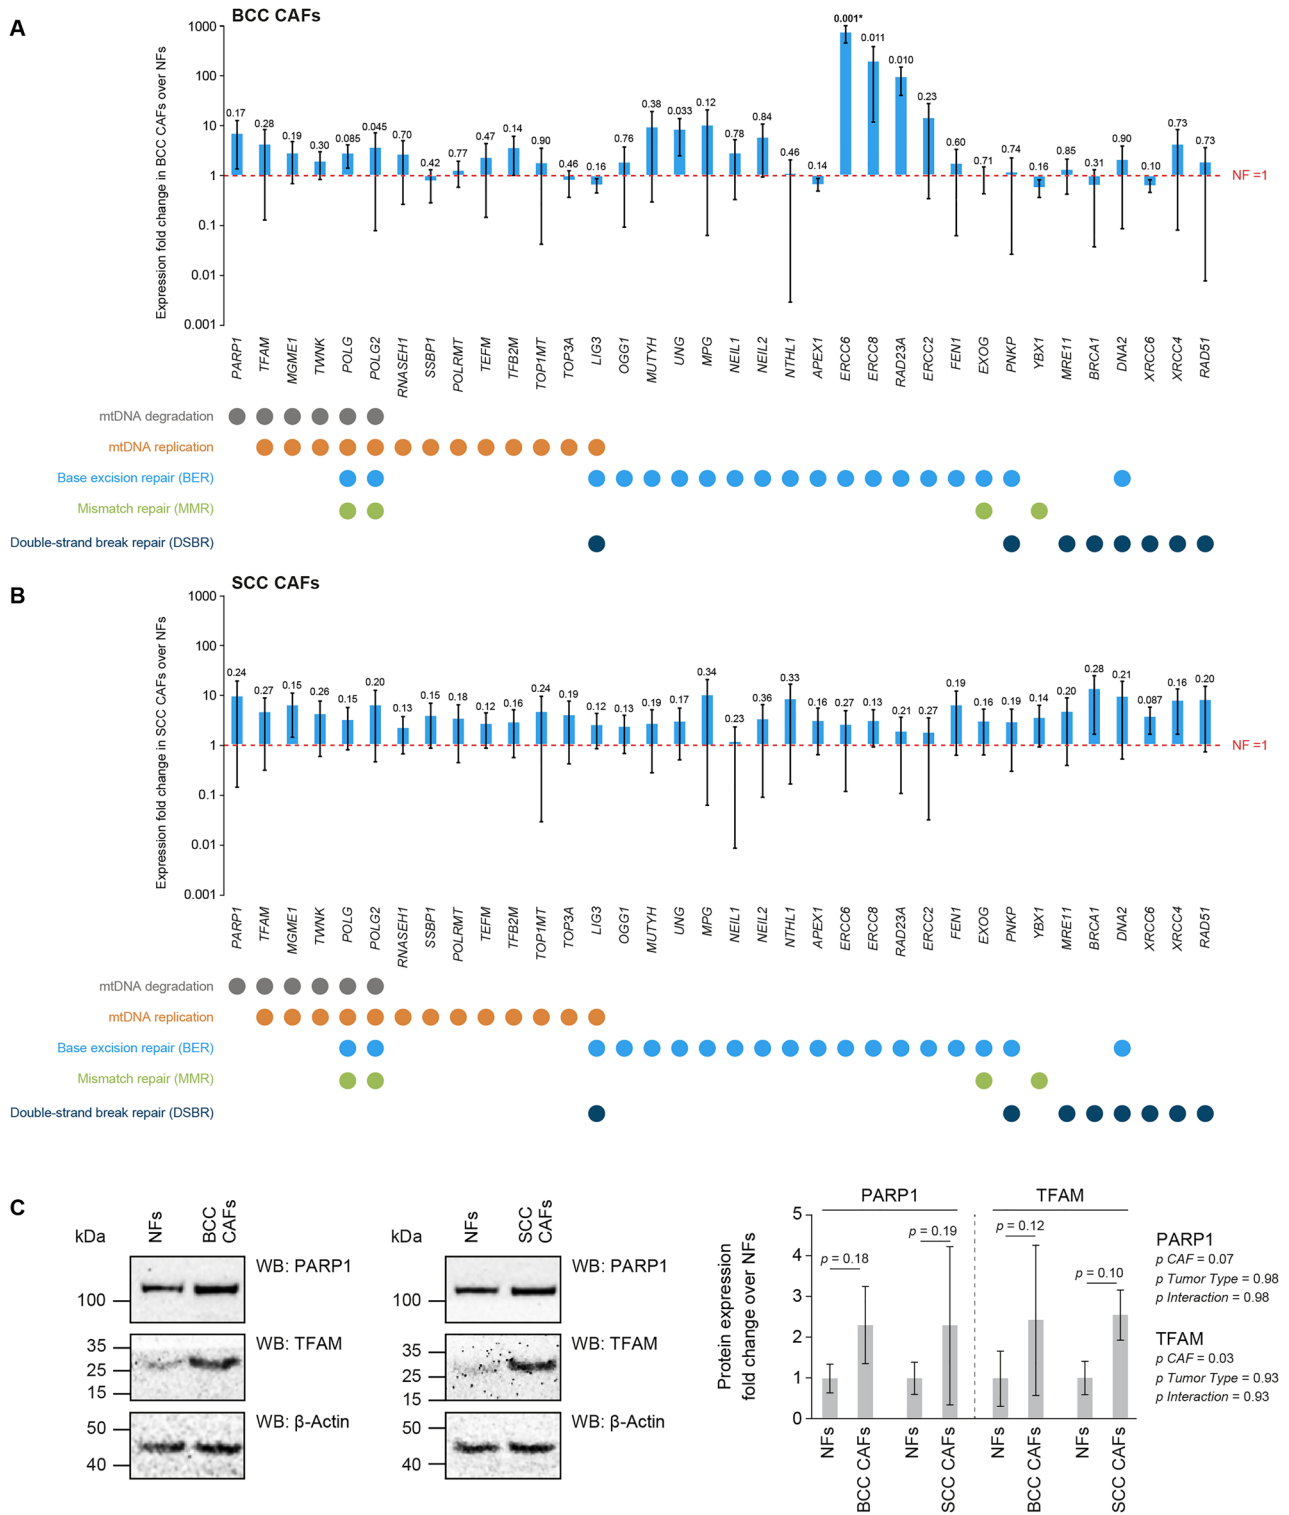 A
BCC CAFs
Expression fold change in BCC CAFs over NFs
1000
100
10
1
0.1
0.01
0.001
0.17 0.28 0.19 0.30 0.085 0.045 0.70 0.42 0.77 0.47 0.14 0.90 0.46 0.16 0.76 0.38 0.033 0.12 0.78 0.84 0.46 0.14 0.001* 0.011 0.010 0.23 0.60 0.71 0.74 0.16 0.85 0.31 0.90 0.10 0.73 0.73
NF =1
PARP1 TFAM MGME1 TWNK POLG POLG2 RNASEH1 SSBP1 POLRMT TEFM TFB2M TOP1MT TOP3A LIG3 OGG1 MUTYH UNG MPG NEIL1 NEIL2 NTHL1 APEX1 ERCC6 ERCC8 RAD23A ERCC2 FEN1 EXOG PNKP YBX1 MRE11 BRCA1 DNA2 XRCC6 XRCC4 RAD51
mtDNA degradation
mtDNA replication
Base excision repair (BER)
Mismatch repair (MMR)
Double-strand break repair (DSBR)
B
SCC CAFs
Expression fold change in SCC CAFs over NFs
1000
100
10
1
0.1
0.01
0.001
0.24 0.27 0.15 0.26 0.15 0.20 0.13 0.15 0.18 0.12 0.16 0.24 0.19 0.12 0.13 0.19 0.17 0.34 0.23 0.36 0.33 0.16 0.27 0.13 0.21 0.27 0.19 0.16 0.19 0.14 0.20 0.28 0.21 0.087 0.16 0.20
NF =1
PARP1 TFAM MGME1 TWNK POLG POLG2 RNASEH1 SSBP1 POLRMT TEFM TFB2M TOP1MT TOP3A LIG3 OGG1 MUTYH UNG MPG NEIL1 NEIL2 NTHL1 APEX1 ERCC6 ERCC8 RAD23A ERCC2 FEN1 EXOG PNKP YBX1 MRE11 BRCA1 DNA2 XRCC6 XRCC4 RAD51
mtDNA degradation
mtDNA replication
Base excision repair (BER)
Mismatch repair (MMR)
Double-strand break repair (DSBR)
C
kDa
NFs
BCC
CAFs
WB: PARP1
100
WB: TFAM
35
25
15
WB: β-Actin
50
40
kDa
NFs
SCC
CAFs
WB: PARP1
100
WB: TFAM
35
25
15
WB: β-Actin
50
40
Protein expression
fold change over NFs
PARP1
TFAM
5
4
3
2
1
0
p = 0.18
p = 0.19
p = 0.12
p = 0.10
NFs
BCC CAFs
NFs
SCC CAFs
NFs
BCC CAFs
NFs
SCC CAFs
PARP1
p CAF = 0.07
p Tumor Type = 0.98
p Interaction = 0.98
TFAM
p CAF = 0.03
p Tumor Type = 0.93
p Interaction = 0.93